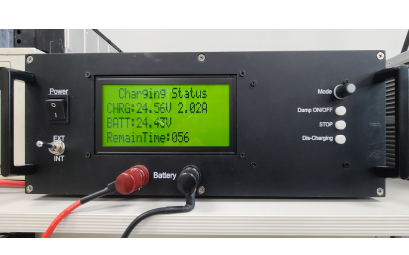 Power
I
EXT
INT
Charging Status
CHRG:24.56V 2.02A
BATT:24.43V
RemainTime:056
Battery
Mode
Damp ON/OFF
STOP
Dis-Charging